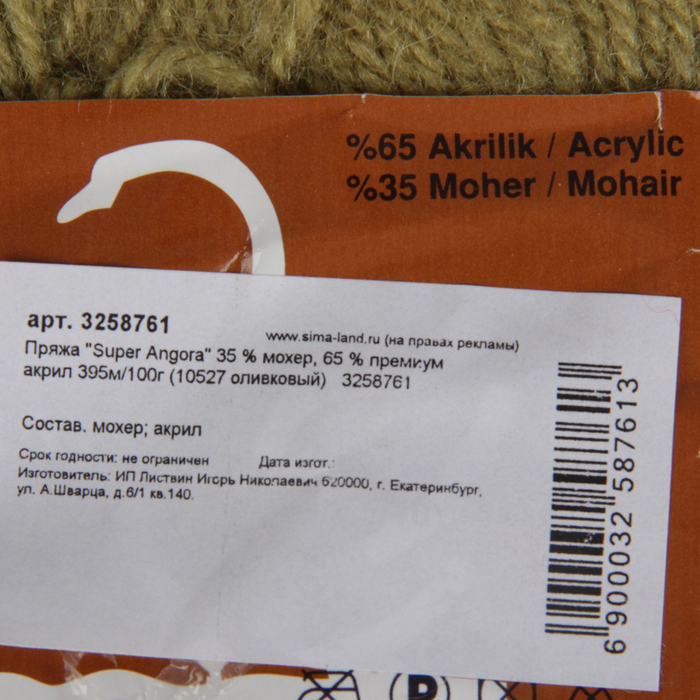 %65 Akrilik / Acrylic
%35 Moher / Mohair
арт. 3258761
www.sima-land.ru (на правах рекламы)
Пряжа "Super Angora" 35 % мохер, 65 % премиум
акрил 395м/100г (10527 оливковый) 3258761
Состав. мохер; акрил
Срок годности: не ограничен Дата изгот.:
Изготовитель: ИП Листвин Игорь Николаевич 620000, г. Екатеринбург,
ул. А.Шварца, д.6/1 кв.140.
6 900032 587613
P